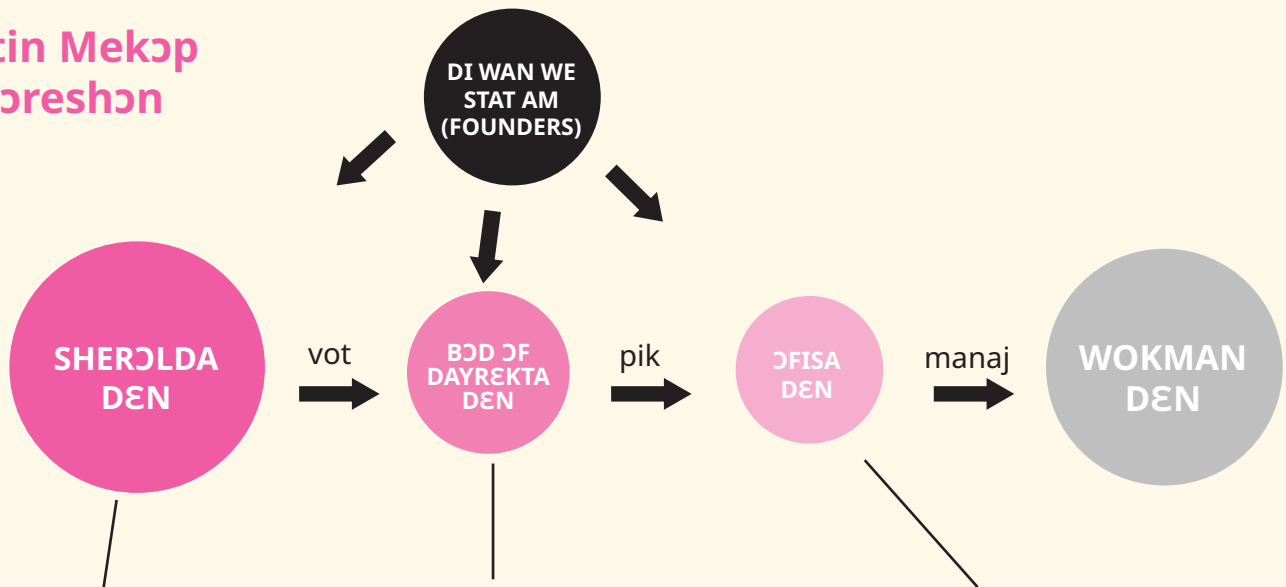 tin Mekɔp
ɔreshɔn
DI WAN WE
STAT AM
(FOUNDERS)
SHERƆLDA
DƐN
vot
BƆD ƆF
DAYRƐKTA
DƐN
pik
ƆFISA
DƐN
manaj
WOKMAN
DƐN